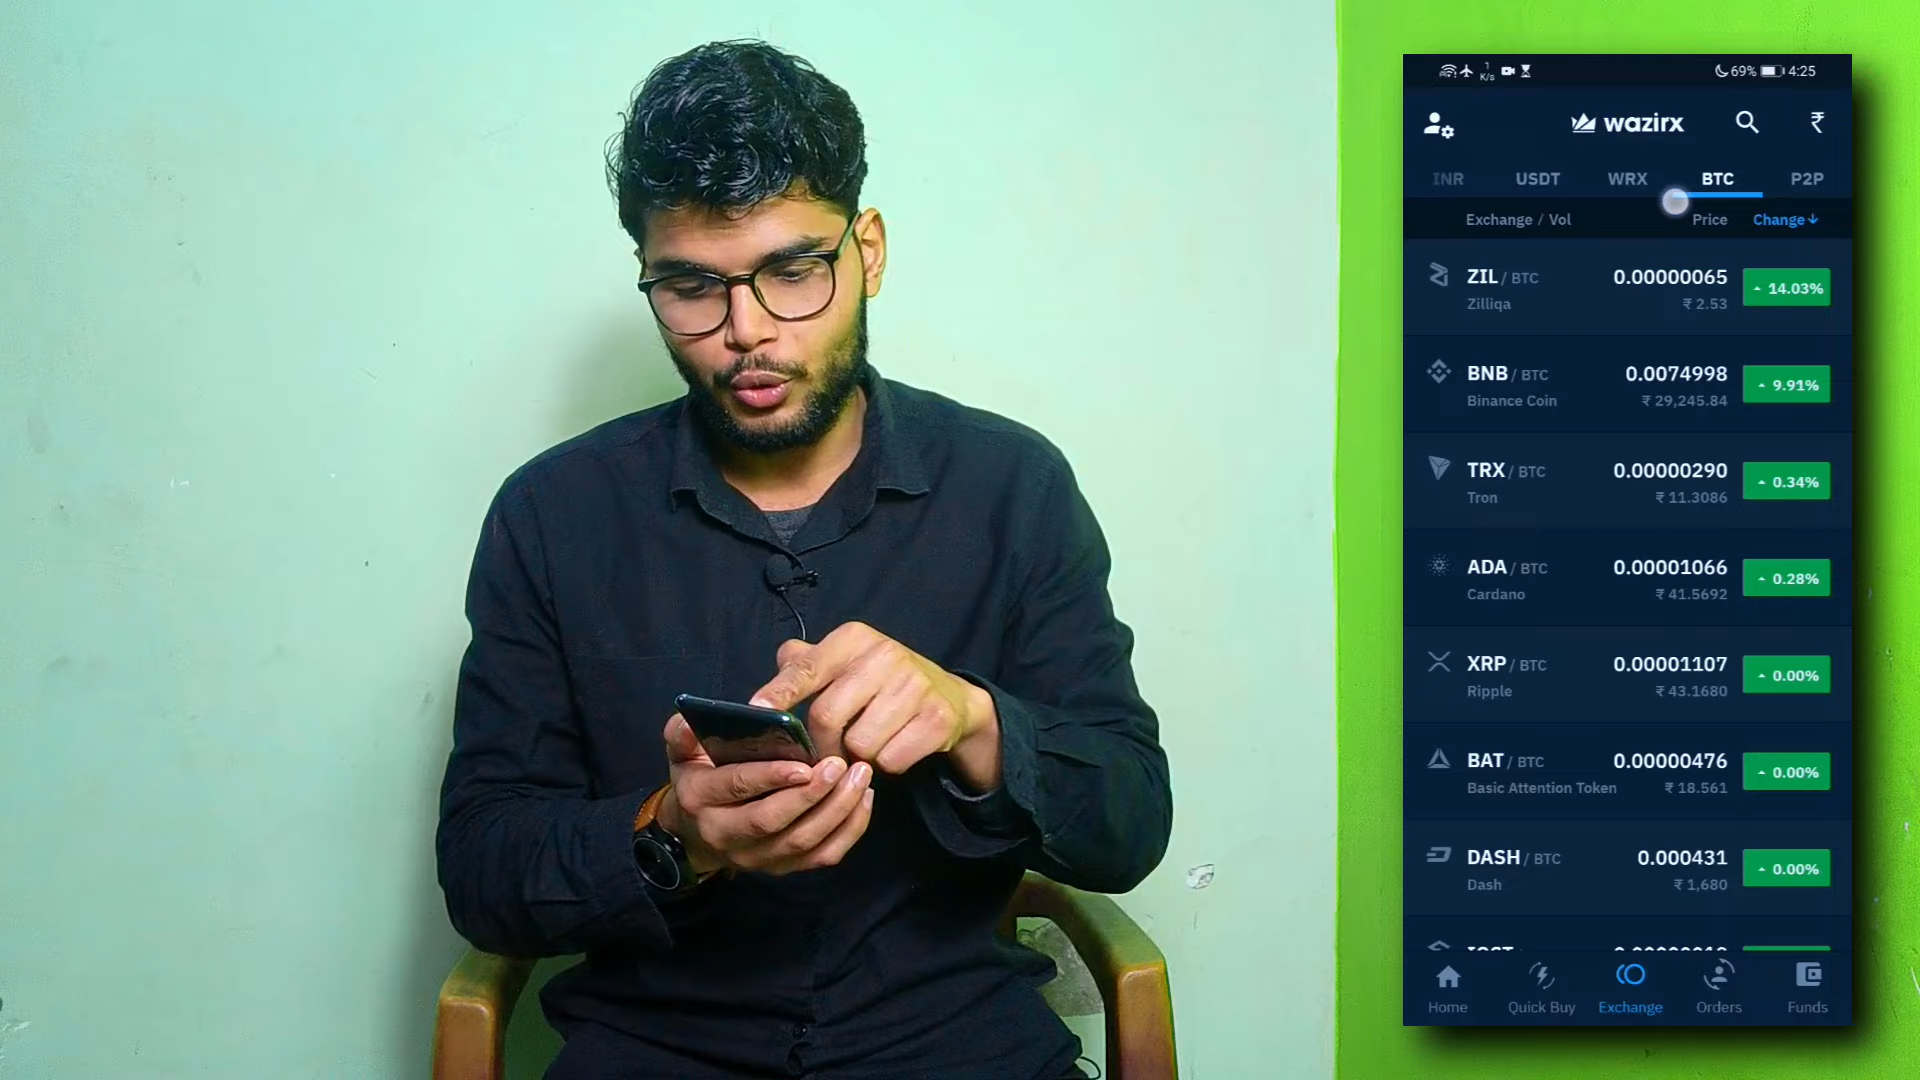 1
K/s
69%
4:25
wazirx
₹
INR USDT WRX BTC P2P
Exchange / Vol Price Change↓
ZIL / BTC 0.00000065 14.03%
Zilliqa ₹ 2.53
BNB / BTC 0.0074998 9.91%
Binance Coin ₹ 29,245.84
TRX / BTC 0.00000290 0.34%
Tron ₹ 11.3086
ADA / BTC 0.00001066 0.28%
Cardano ₹ 41.5692
XRP / BTC 0.00001107 0.00%
Ripple ₹ 43.1680
BAT / BTC 0.00000476 0.00%
Basic Attention Token ₹ 18.561
DASH / BTC 0.000431 0.00%
Dash ₹ 1,680
Home Quick Buy Exchange Orders Funds